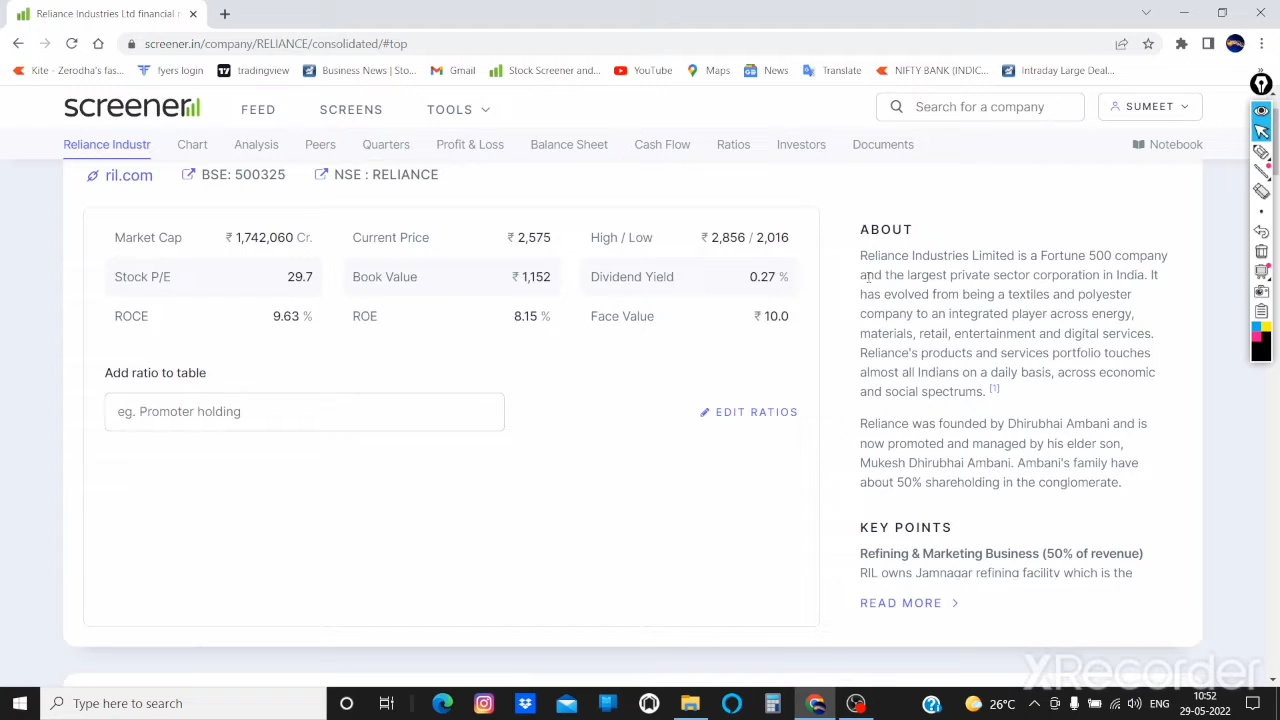 Reliance Industries Ltd financial r
screener.in/company/RELIANCE/consolidated/#top
Kite - Zerodha's fas...
fyers login
tradingview
Business News | Sto...
Gmail
Stock Screener and...
YouTube
Maps
News
Translate
NIFTY BANK (INDIC...
Intraday Large Deal...
screener
FEED
SCREENS
TOOLS
Search for a company
SUMEET
Reliance Industr
Chart
Analysis
Peers
Quarters
Profit & Loss
Balance Sheet
Cash Flow
Ratios
Investors
Documents
Notebook
ril.com
BSE: 500325
NSE : RELIANCE
Market Cap ₹ 1,742,060 Cr.
Current Price ₹ 2,575
High / Low ₹ 2,856 / 2,016
Stock P/E 29.7
Book Value ₹ 1,152
Dividend Yield 0.27 %
ROCE 9.63 %
ROE 8.15 %
Face Value ₹ 10.0
Add ratio to table
eg. Promoter holding
EDIT RATIOS
ABOUT
Reliance Industries Limited is a Fortune 500 company
and the largest private sector corporation in India. It
has evolved from being a textiles and polyester
company to an integrated player across energy,
materials, retail, entertainment and digital services.
Reliance's products and services portfolio touches
almost all Indians on a daily basis, across economic
and social spectrums. [1]
Reliance was founded by Dhirubhai Ambani and is
now promoted and managed by his elder son,
Mukesh Dhirubhai Ambani. Ambani's family have
about 50% shareholding in the conglomerate.
KEY POINTS
Refining & Marketing Business (50% of revenue)
RIL owns Jamnagar refining facility which is the
READ MORE
XRecorder
Type here to search
26°C
ENG
10:52
29-05-2022